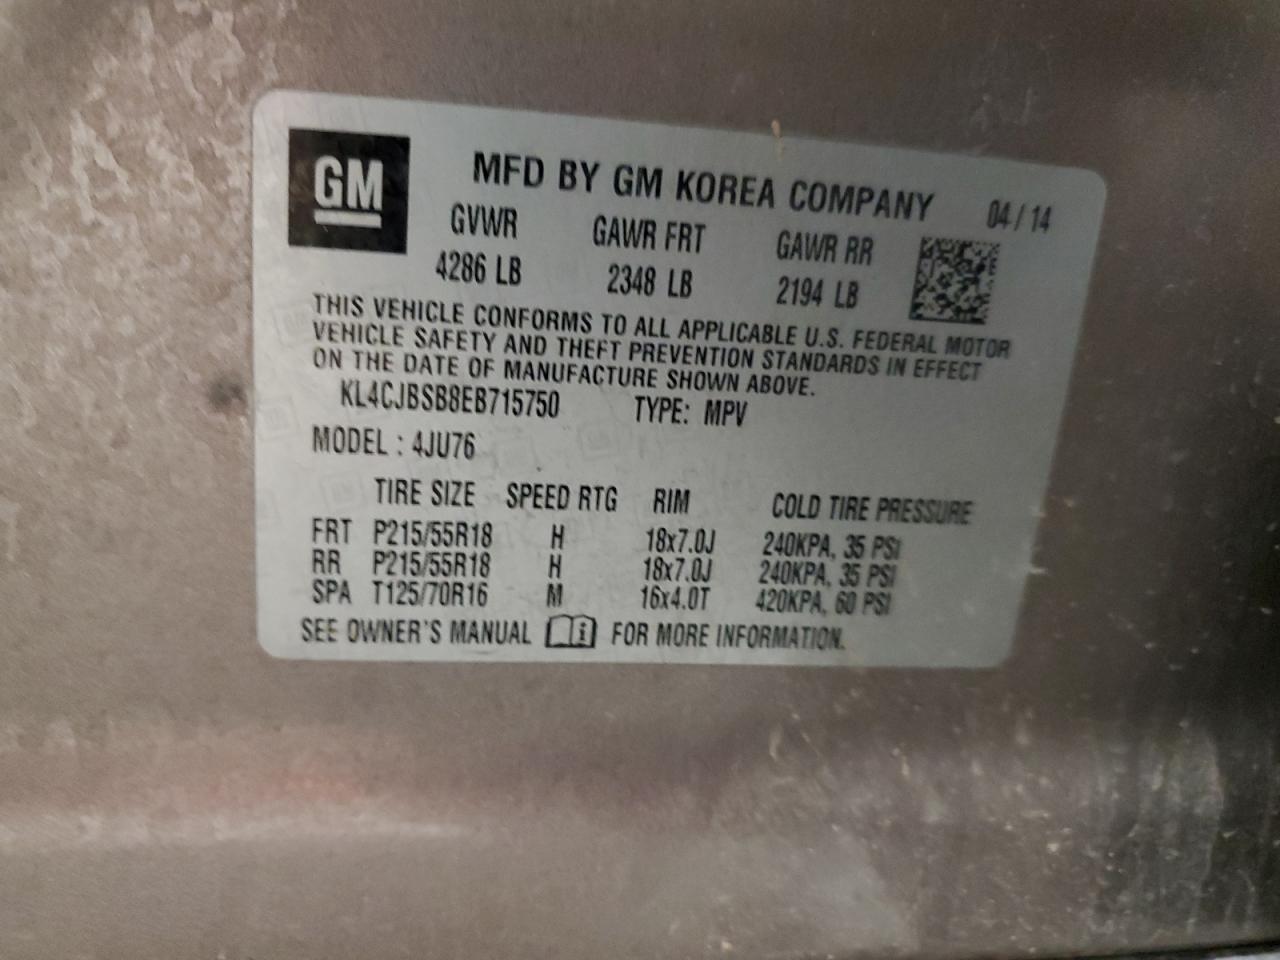 GM
MFD BY GM KOREA COMPANY 04/14
GVWR GAWR FRT GAWR RR
4286 LB 2348 LB 2194 LB
THIS VEHICLE CONFORMS TO ALL APPLICABLE U.S. FEDERAL MOTOR
VEHICLE SAFETY AND THEFT PREVENTION STANDARDS IN EFFECT
ON THE DATE OF MANUFACTURE SHOWN ABOVE.
KL4CJBSB8EB715750 TYPE: MPV
MODEL : 4JU76
TIRE SIZE SPEED RTG RIM COLD TIRE PRESSURE
FRT P215/55R18 H 18x7.0J 240KPA, 35 PSI
RR P215/55R18 H 18x7.0J 240KPA, 35 PSI
SPA T125/70R16 M 16x4.0T 420KPA, 60 PSI
SEE OWNER'S MANUAL FOR MORE INFORMATION.